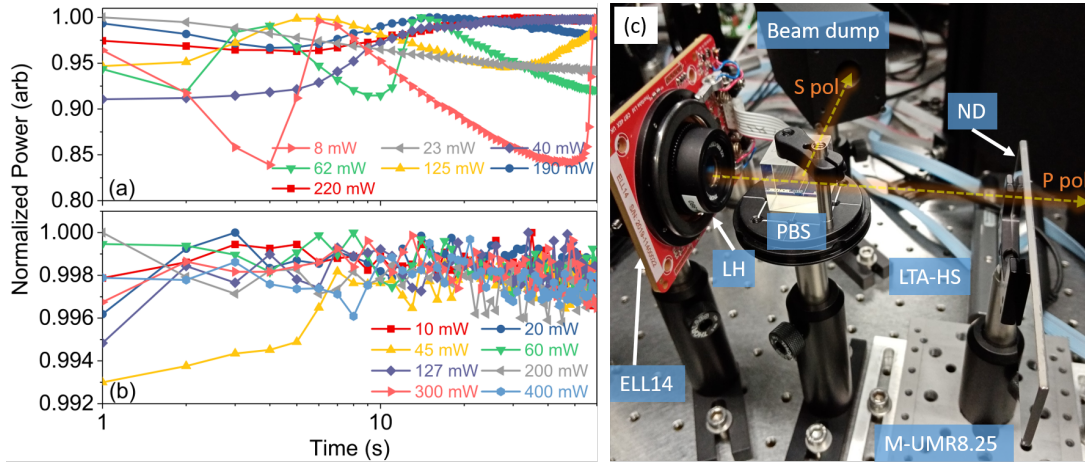 1.00
0.95
0.90
0.85
0.80
(a)
8 mW
23 mW
40 mW
62 mW
125 mW
190 mW
220 mW
Normalized Power (arb)
1.000
0.998
0.996
0.994
0.992
(b)
10 mW
20 mW
45 mW
60 mW
127 mW
200 mW
300 mW
400 mW
1
10
Time (s)
(c)
Beam dump
S pol
ND
P pol
PBS
LH
LTA-HS
ELL14
M-UMR8.25
ELL14